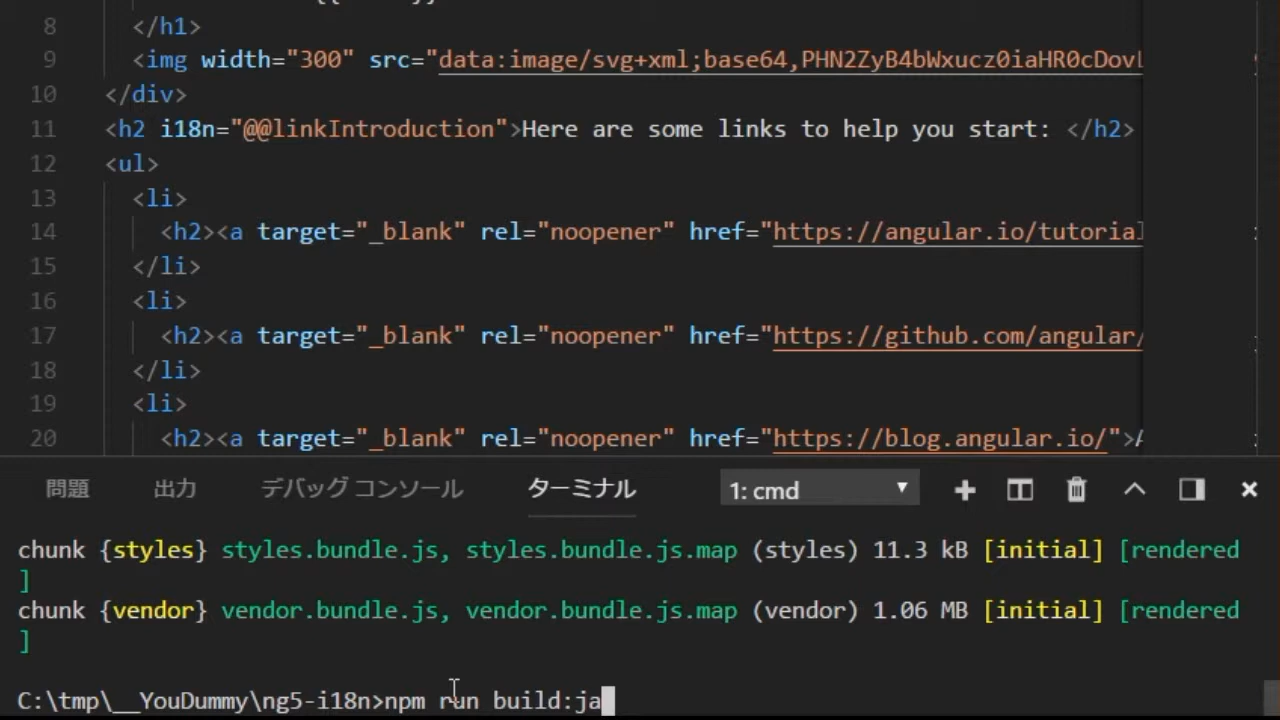 8 </h1>
9 <img width="300" src="data:image/svg+xml;base64,PHN2ZyB4bWxucz0iaHR0cDovL
10 </div>
11 <h2 i18n="@@linkIntroduction">Here are some links to help you start: </h2>
12 <ul>
13 <li>
14 <h2><a target="_blank" rel="noopener" href="https://angular.io/tutorial
15 </li>
16 <li>
17 <h2><a target="_blank" rel="noopener" href="https://github.com/angular/
18 </li>
19 <li>
20 <h2><a target="_blank" rel="noopener" href="https://blog.angular.io/">A
問題 出力 デバッグ コンソール ターミナル 1: cmd
chunk {styles} styles.bundle.js, styles.bundle.js.map (styles) 11.3 kB [initial] [rendered
]
chunk {vendor} vendor.bundle.js, vendor.bundle.js.map (vendor) 1.06 MB [initial] [rendered
]
C:\tmp\__YouDummy\ng5-i18n>npm run build:ja